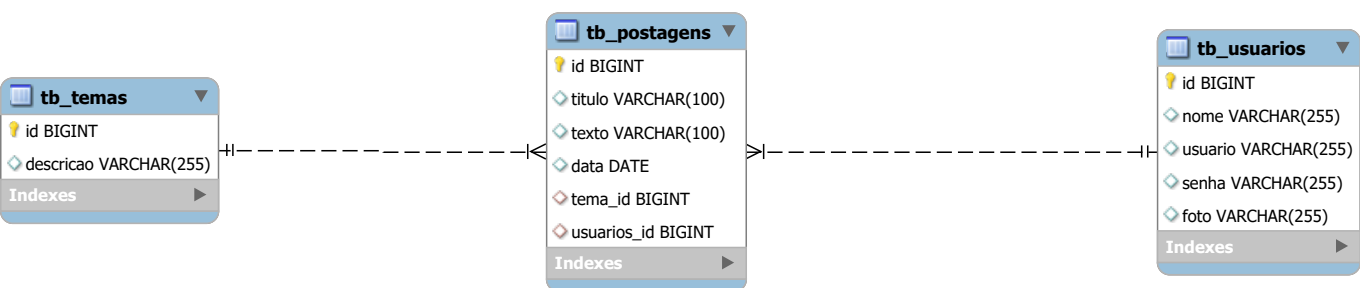 tb_temas
id BIGINT
descricao VARCHAR(255)
Indexes
tb_postagens
id BIGINT
titulo VARCHAR(100)
texto VARCHAR(100)
data DATE
tema_id BIGINT
usuarios_id BIGINT
Indexes
tb_usuarios
id BIGINT
nome VARCHAR(255)
usuario VARCHAR(255)
senha VARCHAR(255)
foto VARCHAR(255)
Indexes